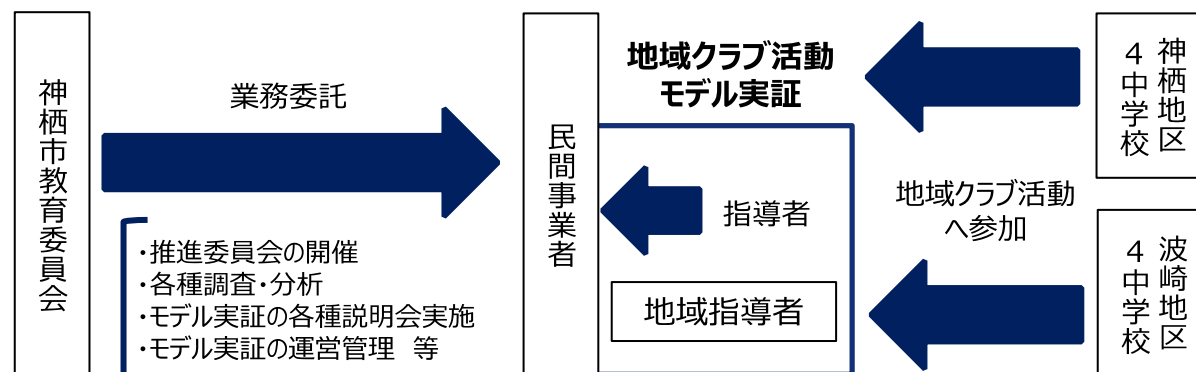 神栖市教育委員会
業務委託
・推進委員会の開催
・各種調査・分析
・モデル実証の各種説明会実施
・モデル実証の運営管理　等
民間事業者
地域クラブ活動
モデル実証
指導者
地域指導者
地域クラブ活動
へ参加
神栖地区
４中学校
波崎地区
４中学校